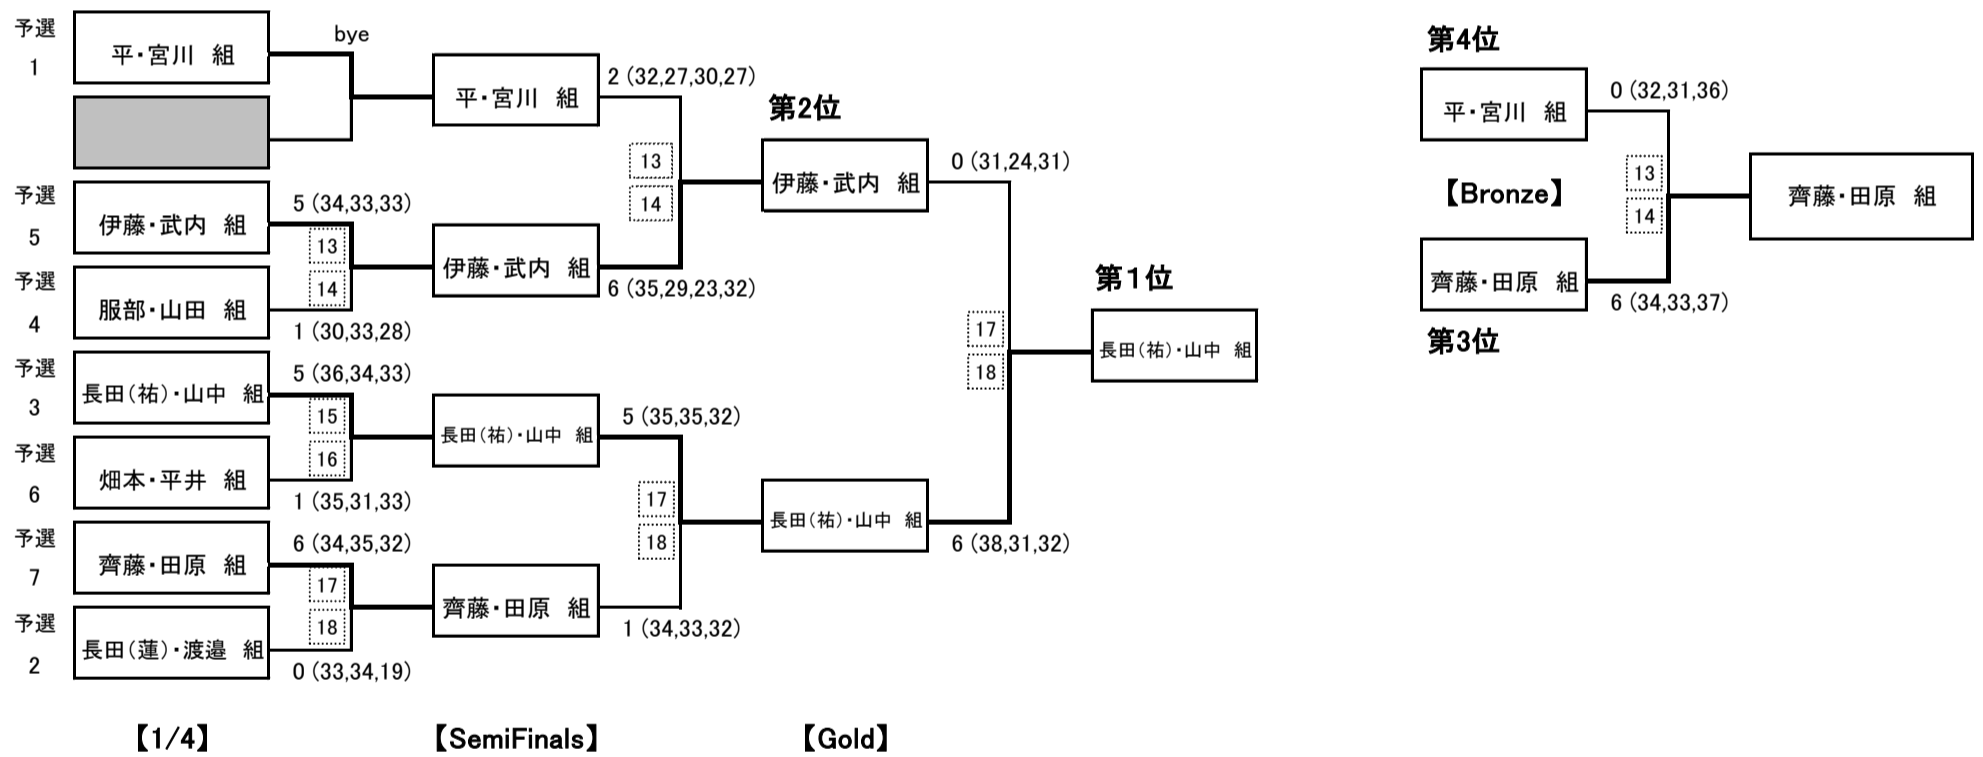 予選
1
平・宮川 組
bye
予選
5
伊藤・武内 組
5 (34,33,33)
13
14
予選
4
服部・山田 組
1 (30,33,28)
予選
3
長田(祐)・山中 組
5 (36,34,33)
15
16
予選
6
畑本・平井 組
1 (35,31,33)
予選
7
齊藤・田原 組
6 (34,35,32)
17
18
予選
2
長田(蓮)・渡邉 組
0 (33,34,19)
【1/4】
平・宮川 組
2 (32,27,30,27)
13
14
伊藤・武内 組
6 (35,29,23,32)
長田(祐)・山中 組
5 (35,35,32)
17
18
齊藤・田原 組
1 (34,33,32)
【SemiFinals】
第2位
伊藤・武内 組
0 (31,24,31)
17
18
長田(祐)・山中 組
6 (38,31,32)
【Gold】
第1位
長田(祐)・山中 組
第4位
平・宮川 組
0 (32,31,36)
【Bronze】
13
14
齊藤・田原 組
6 (34,33,37)
第3位
齊藤・田原 組